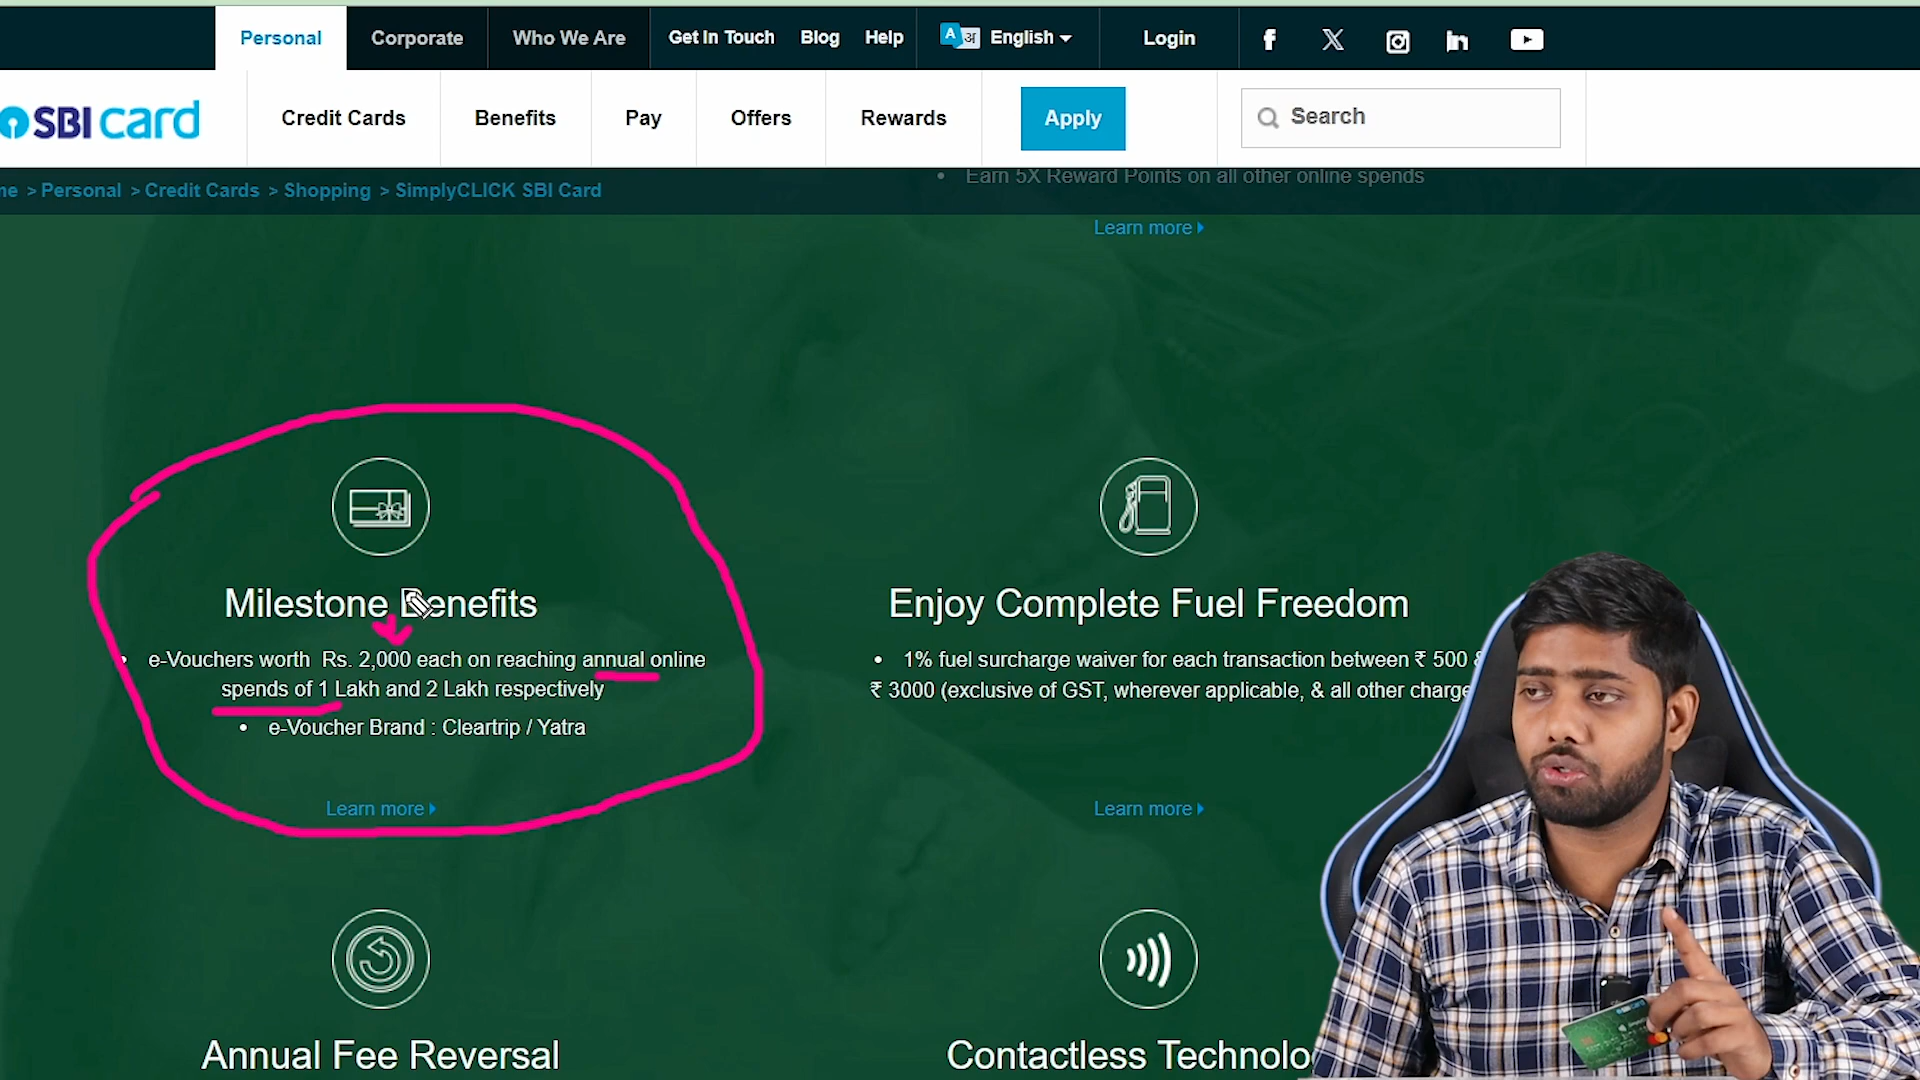 Personal
Corporate
Who We Are
Get In Touch
Blog
Help
English
Login
SBI card
Credit Cards
Benefits
Pay
Offers
Rewards
Apply
Search
> Personal > Credit Cards > Shopping > SimplyCLICK SBI Card
• Earn 5X Reward Points on all other online spends
Learn more
Milestone Benefits
• e-Vouchers worth Rs. 2,000 each on reaching annual online
spends of 1 Lakh and 2 Lakh respectively
• e-Voucher Brand : Cleartrip / Yatra
Learn more
Enjoy Complete Fuel Freedom
• 1% fuel surcharge waiver for each transaction between ₹ 500
₹ 3000 (exclusive of GST, wherever applicable, & all other charge
Learn more
Annual Fee Reversal
Contactless Technolo